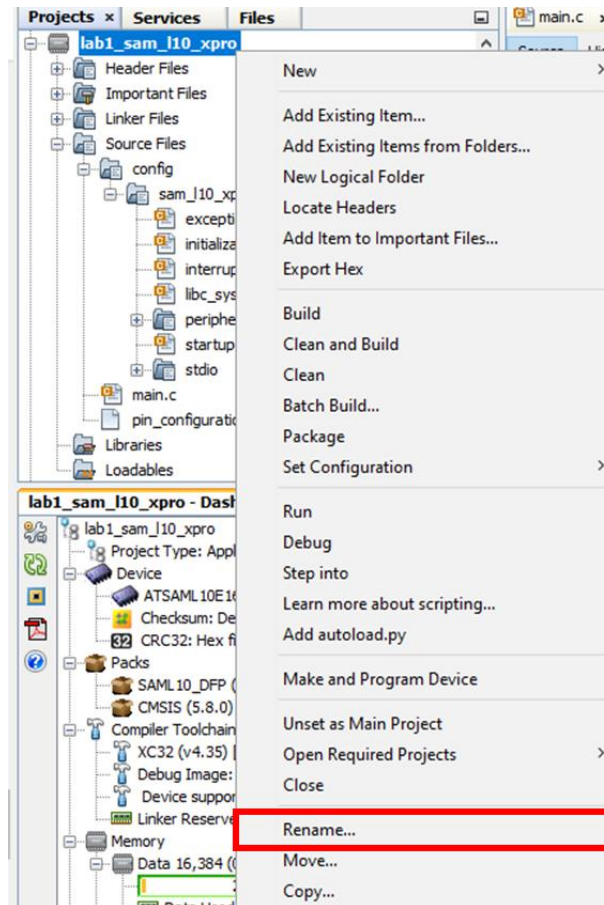 Projects × Services Files
main.c
lab1_sam_l10_xpro
Header Files
Important Files
Linker Files
Source Files
config
sam_l10_xp
excepti
initializa
interrup
libc_sys
periphe
startup
stdio
main.c
pin_configuratio
Libraries
Loadables
New
Add Existing Item...
Add Existing Items from Folders...
New Logical Folder
Locate Headers
Add Item to Important Files...
Export Hex
Build
Clean and Build
Clean
Batch Build...
Package
Set Configuration
Run
Debug
Step into
Learn more about scripting...
Add autoload.py
Make and Program Device
Unset as Main Project
Open Required Projects
Close
Rename...
Move...
Copy...
lab1_sam_l10_xpro - Dash
lab1_sam_l10_xpro
Project Type: Appl
Device
ATSAML10E16
Checksum: De
CRC32: Hex fi
Packs
SAML10_DFP (
CMSIS (5.8.0)
Compiler Toolchain
XC32 (v4.35) [
Debug Image:
Device suppor
Linker Reserve
Memory
Data 16,384 (